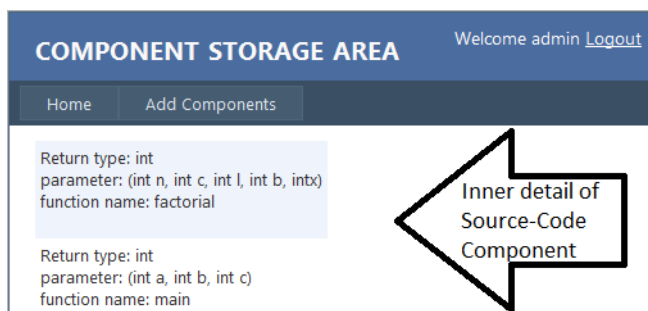 COMPONENT STORAGE AREA
Welcome admin Logout
Home
Add Components
Return type: int
parameter: (int n, int c, int l, int b, intx)
function name: factorial
Return type: int
parameter: (int a, int b, int c)
function name: main
Inner detail of
Source-Code
Component